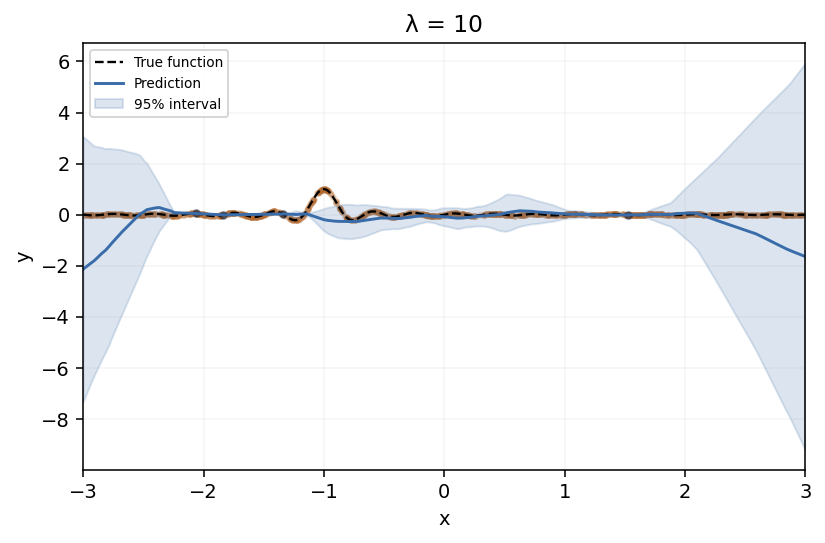 λ = 10
True function
Prediction
95% interval
6
4
2
0
−2
−4
−6
−8
y
−3 −2 −1 0 1 2 3
x